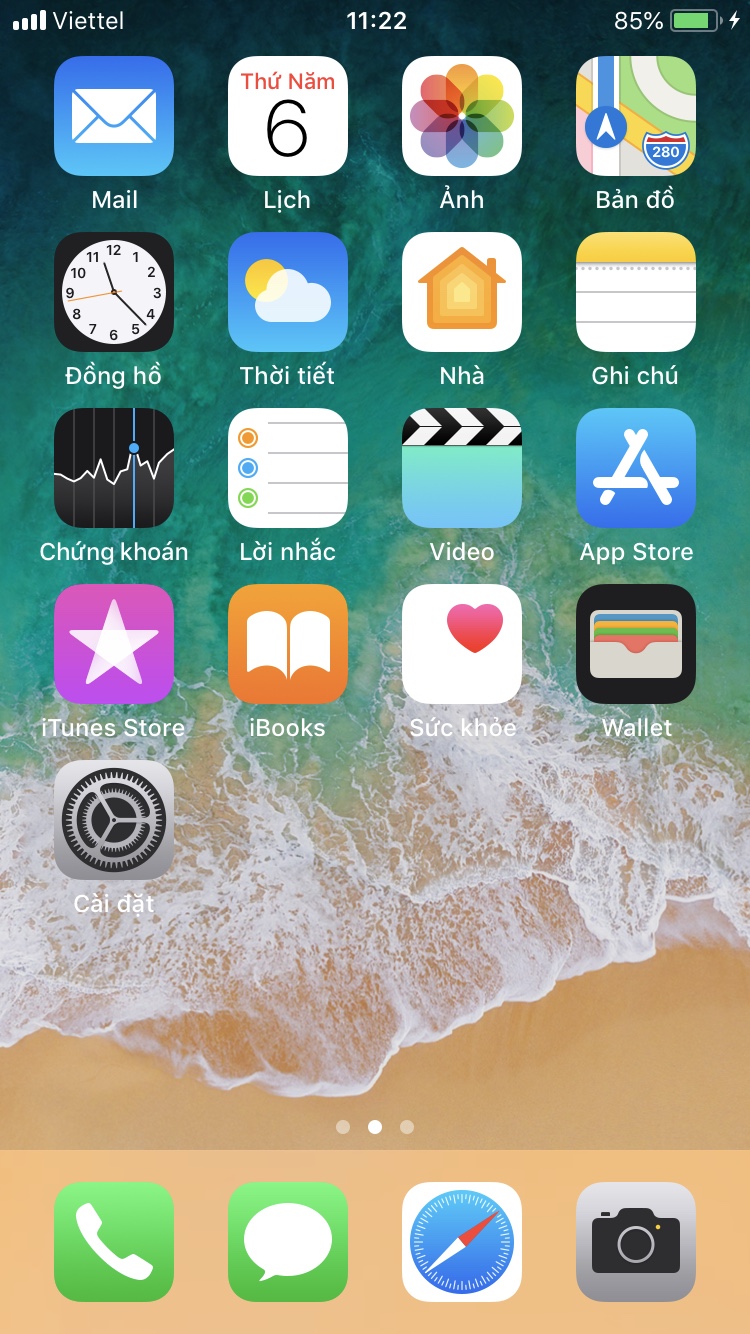 Viettel 11:22 85%
Thứ Năm
6
280
Mail Lịch Ảnh Bản đồ
12
11 1
10 2
9 3
8 4
7 5
6
Đồng hồ Thời tiết Nhà Ghi chú
Chứng khoán Lời nhắc Video App Store
iTunes Store iBooks Sức khỏe Wallet
Cài đặt